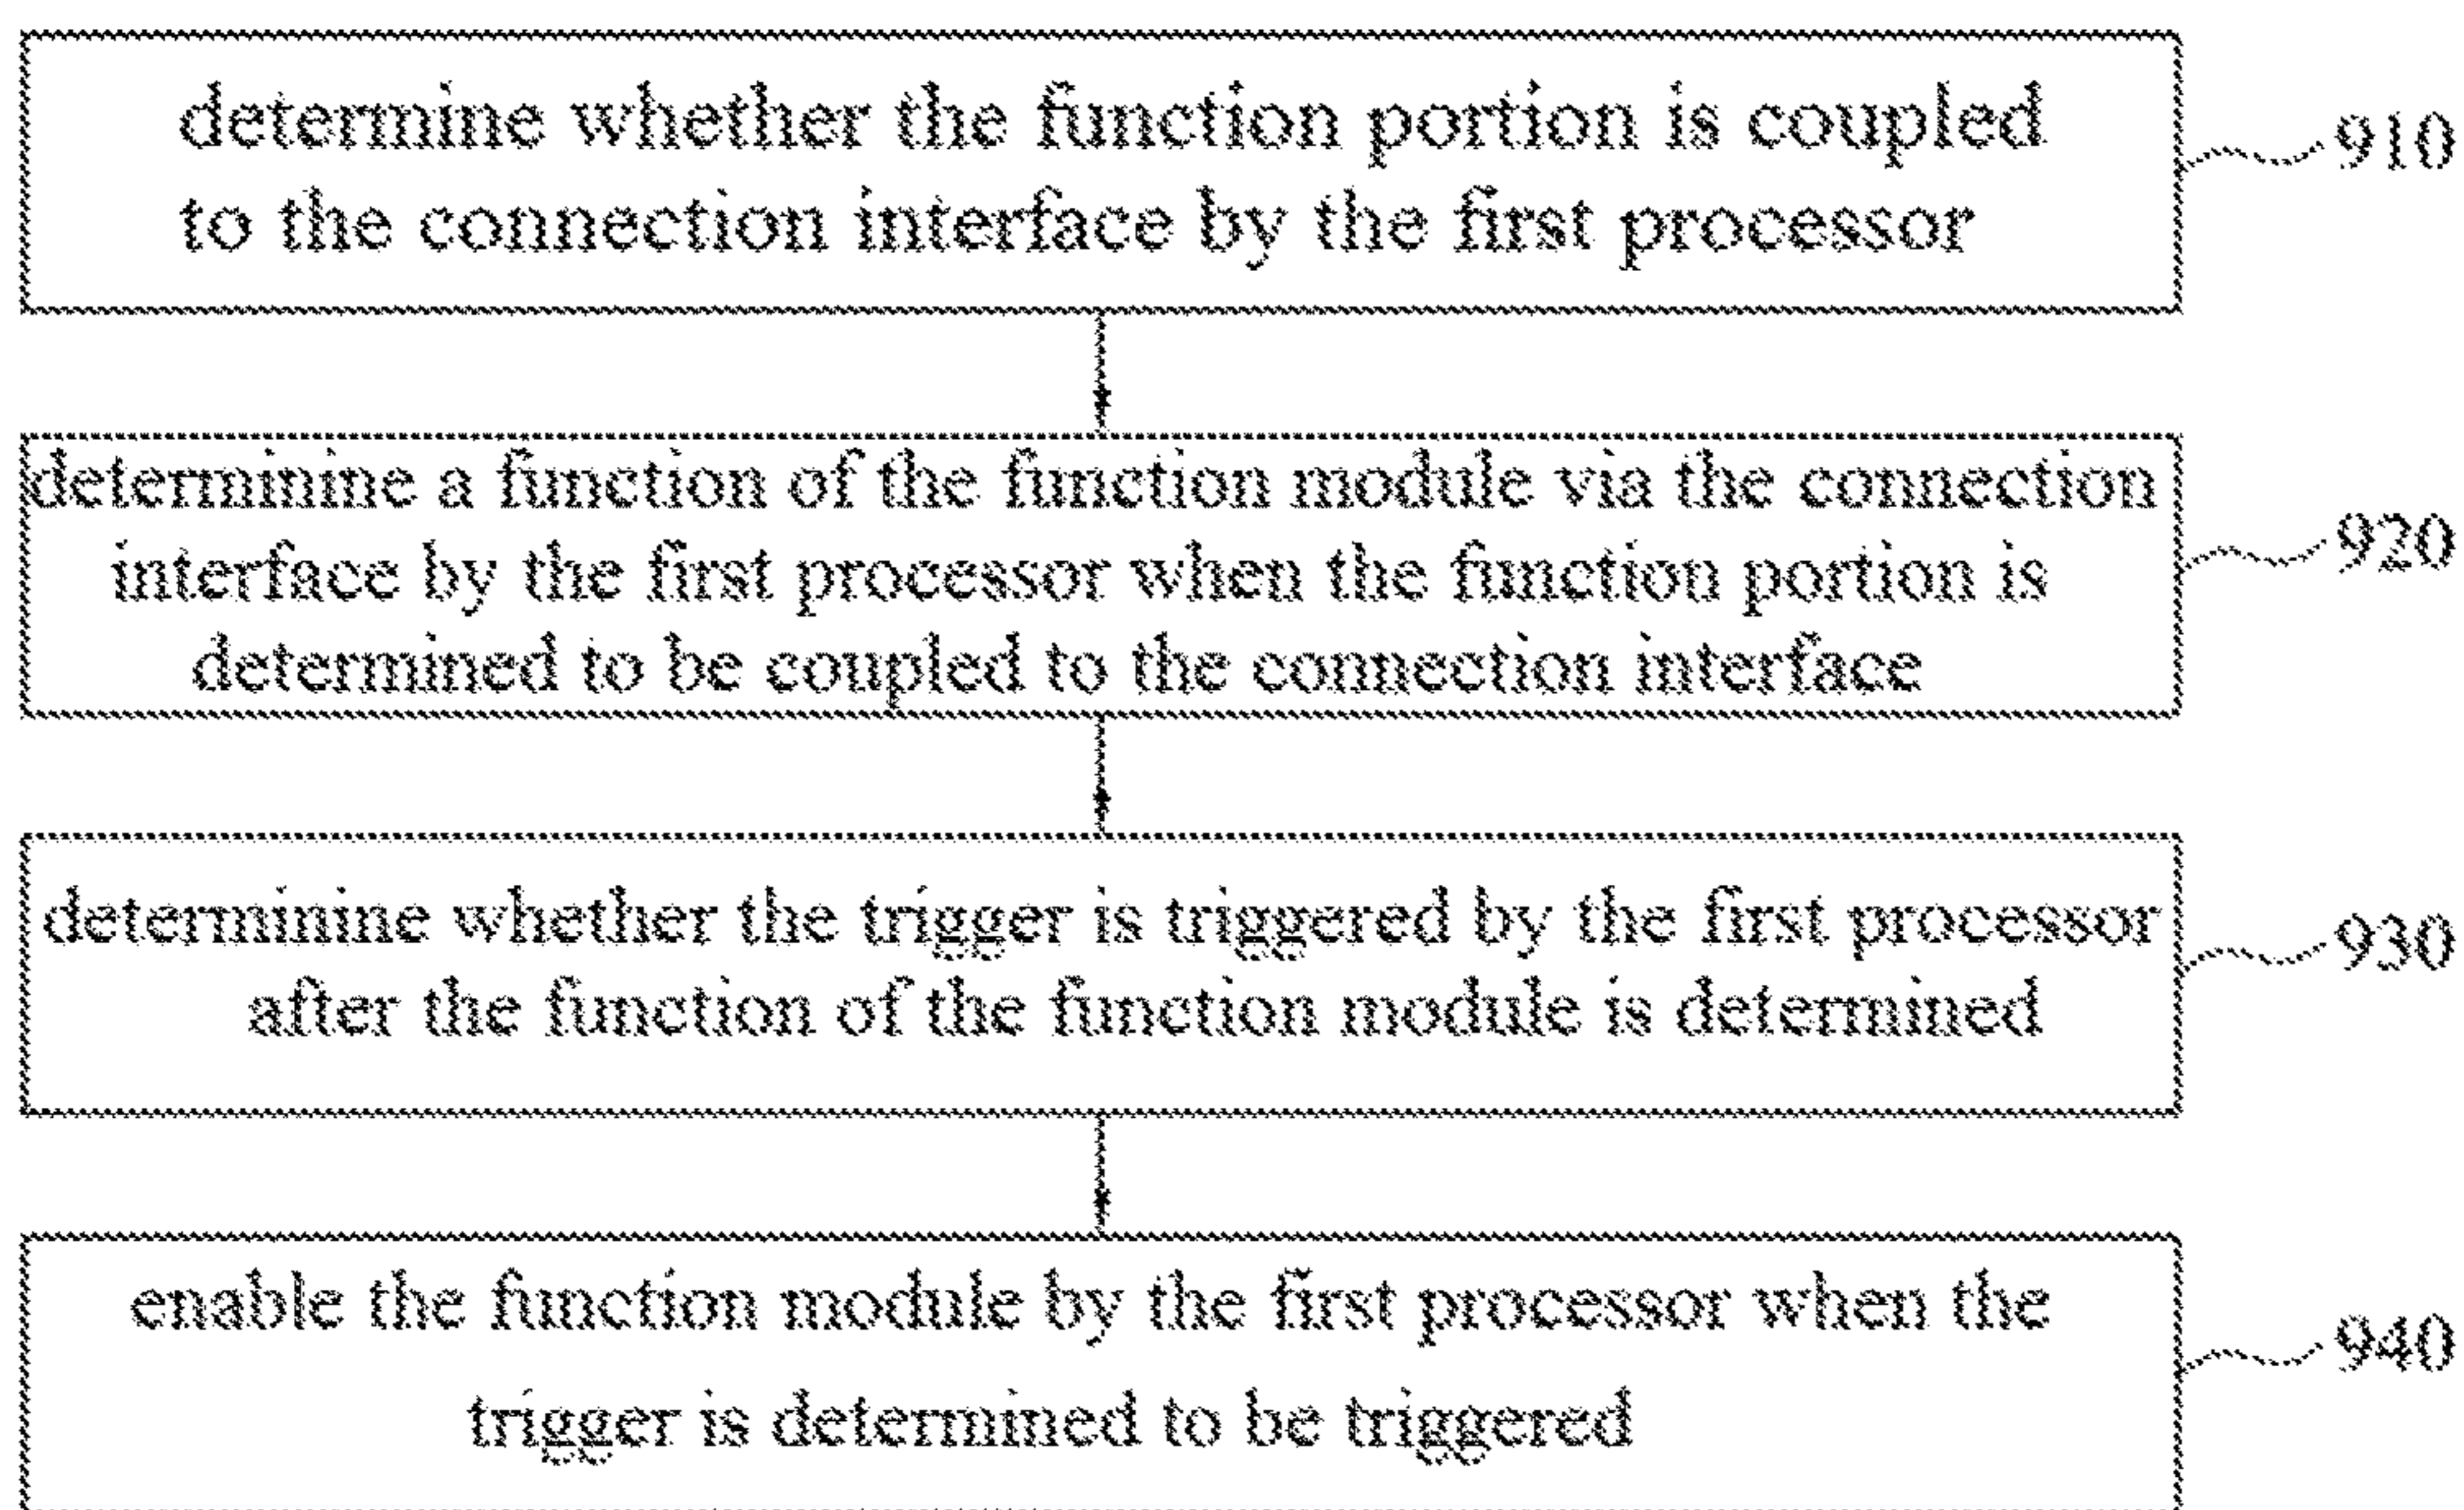 determine whether the function portion is coupled
to the connection interface by the first processor
910
determinine a function of the function module via the connection
interface by the first processor when the function portion is
determined to be coupled to the connection interface
920
determinine whether the trigger is triggered by the first processor
after the function of the function module is determined
930
enable the function module by the first processor when the
trigger is determined to be triggered
940